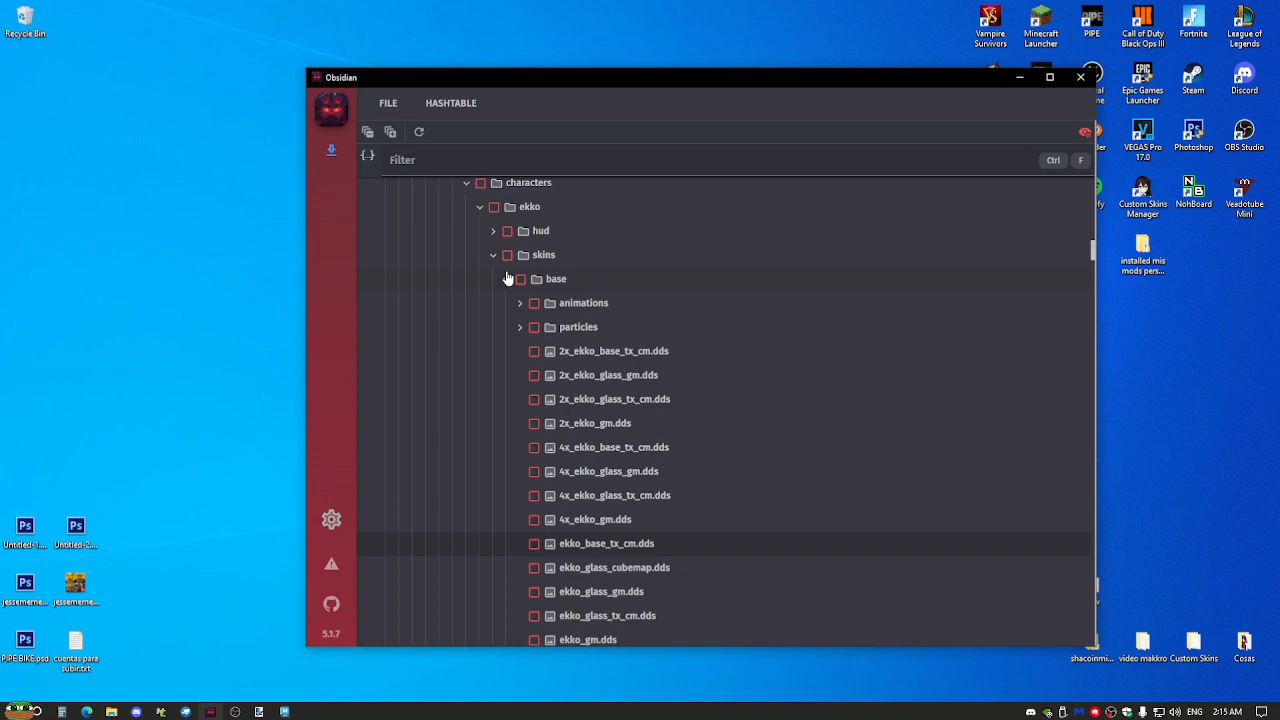 Recycle Bin
Vampire Survivors
Minecraft Launcher
PIPE
Call of Duty Black Ops III
Fortnite
League of Legends
Obsidian
FILE
HASHTABLE
Filter
Ctrl
F
characters
ekko
hud
skins
base
animations
particles
2x_ekko_base_tx_cm.dds
2x_ekko_glass_gm.dds
2x_ekko_glass_tx_cm.dds
2x_ekko_gm.dds
4x_ekko_base_tx_cm.dds
4x_ekko_glass_gm.dds
4x_ekko_glass_tx_cm.dds
4x_ekko_gm.dds
ekko_base_tx_cm.dds
ekko_glass_cubemap.dds
ekko_glass_gm.dds
ekko_glass_tx_cm.dds
ekko_gm.dds
5.1.7
Epic Games Launcher
Steam
Discord
VEGAS Pro 17.0
Photoshop
OBS Studio
Custom Skins Manager
NohBoard
Veadotube Mini
installed mis mods pers...
Untitled-1....
Untitled-2....
jessememe...
jessememe...
PIPE BIKE.psd
cuentas para subir.txt
shacoinmi...
video makkro
Custom Skins
Cosas
ENG
2:15 AM